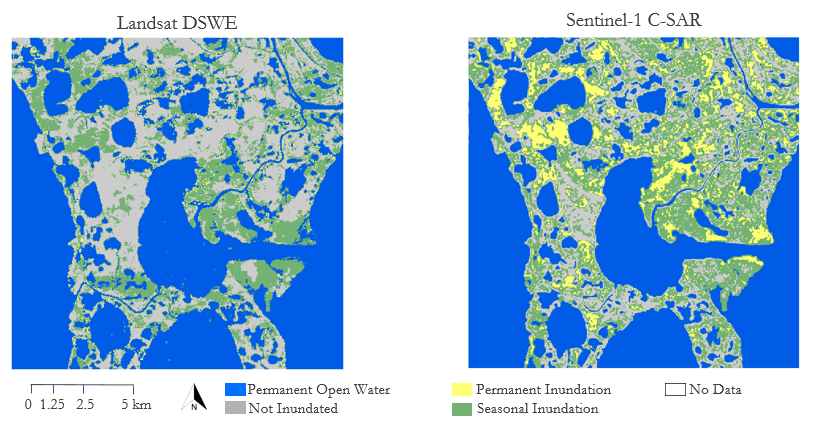 Landsat DSWE
Sentinel-1 C-SAR
0 1.25 2.5 5 km
N
Permanent Open Water
Not Inundated
Permanent Inundation
Seasonal Inundation
No Data